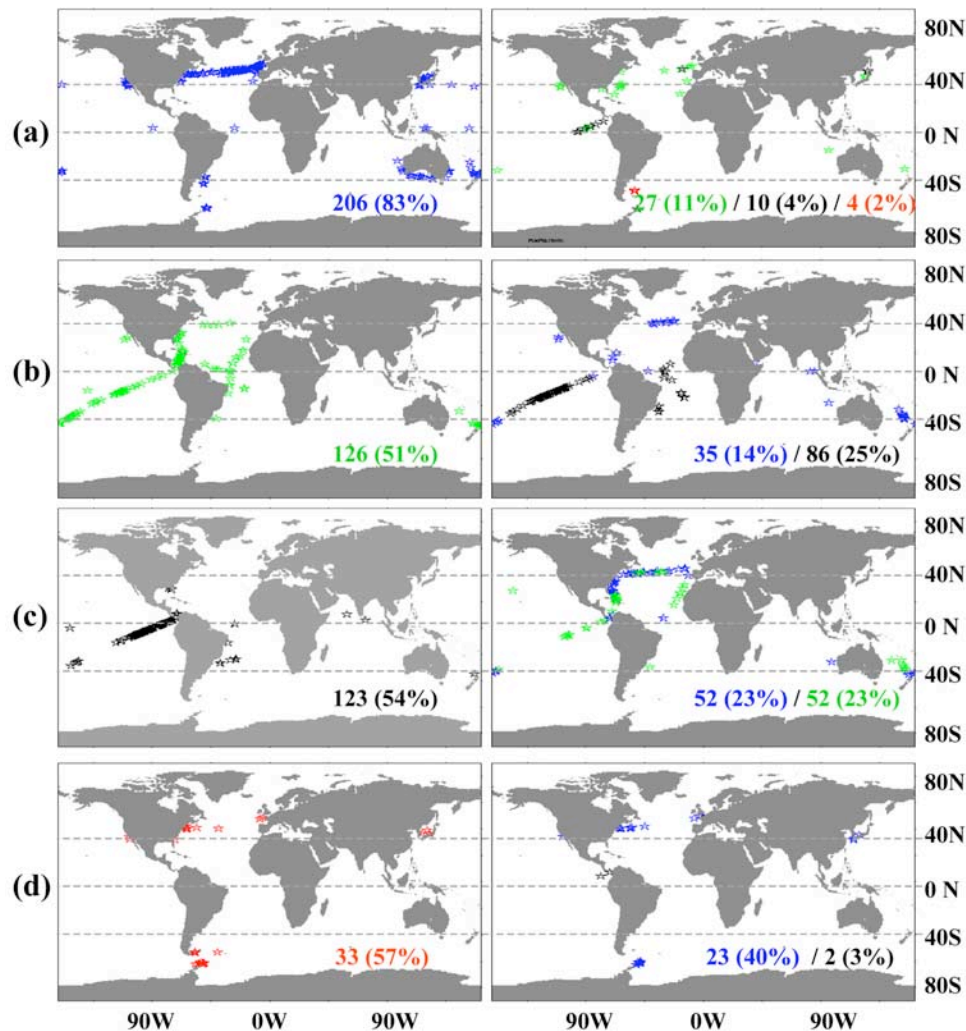 80N
40N
(a) 0 N
206 (83%) 27 (11%) / 10 (4%) / 4 (2%) 40S
80S
80N
40N
(b) 0 N
40S
126 (51%) 35 (14%) / 86 (25%)
80S
80N
40N
(c) 0 N
40S
123 (54%) 52 (23%) / 52 (23%)
80S
80N
40N
(d) 0 N
40S
33 (57%) 23 (40%) / 2 (3%)
80S
90W 0W 90W 90W 0W 90W